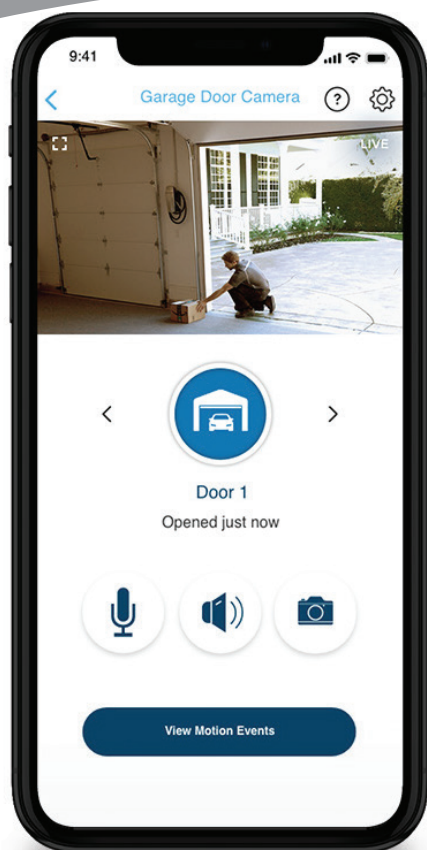 9:41
Garage Door Camera ?
LIVE
Door 1
Opened just now
View Motion Events